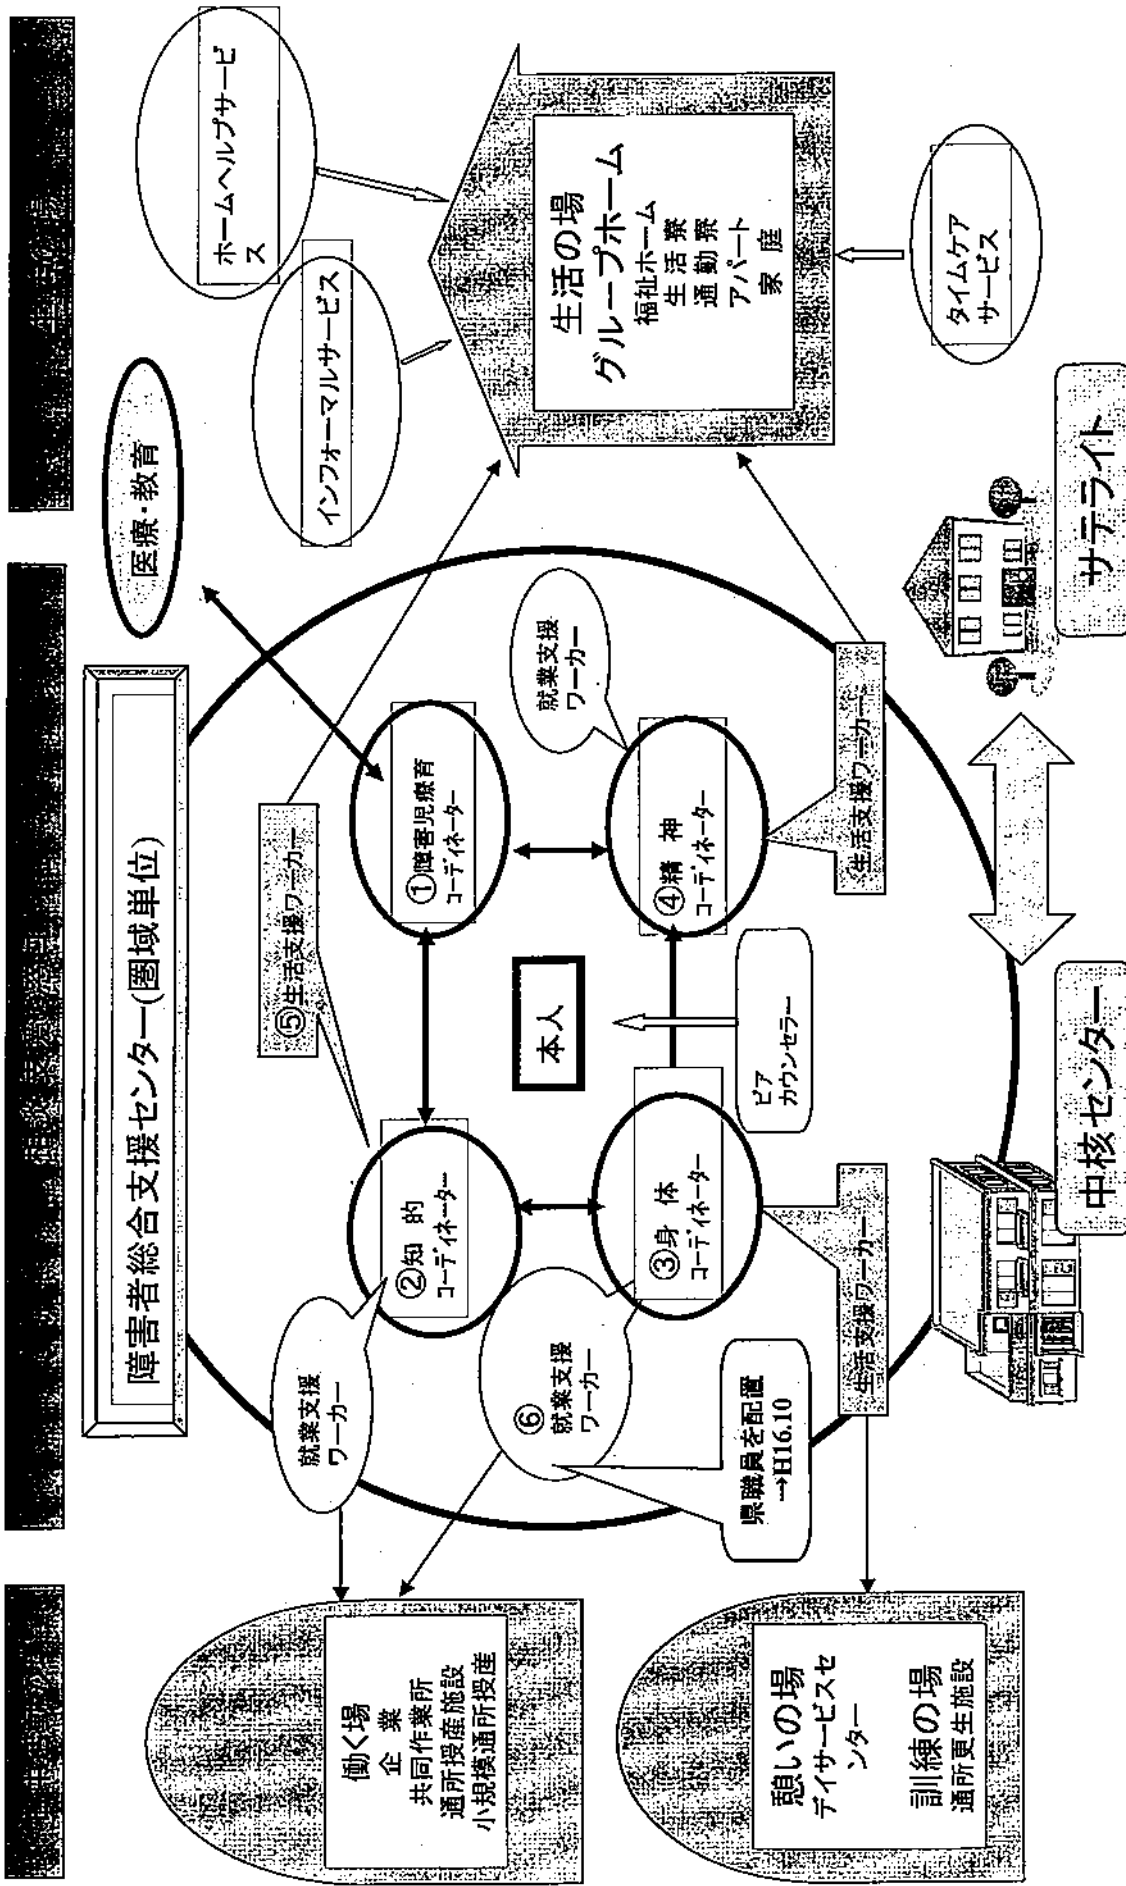 障害者総合支援センター(圏域単位)
医療・教育
ホームヘルプサービ
ス
インフォーマルサービス
⑤生活支援ワーカー
就業支援
ワーカー
②知 的
コーディネーター
①障害児療育
コーディネーター
就業支援
ワーカー
働く場
企 業
共同作業所
通所授産施設
小規模通所授産
⑥
就業支援
ワーカー
本人
生活の場
グループホーム
福祉ホーム
生活寮
通勤寮
アパート
家 庭
③身 体
コーディネーター
④精 神
コーディネーター
ピア
カウンセラー
県職員を配置
→H16.10
生活支援ワーカー
生活支援ワーカー
憩いの場
デイサービスセ
ンター
訓練の場
通所更生施設
タイムケア
サービス
中核センター
サテライト